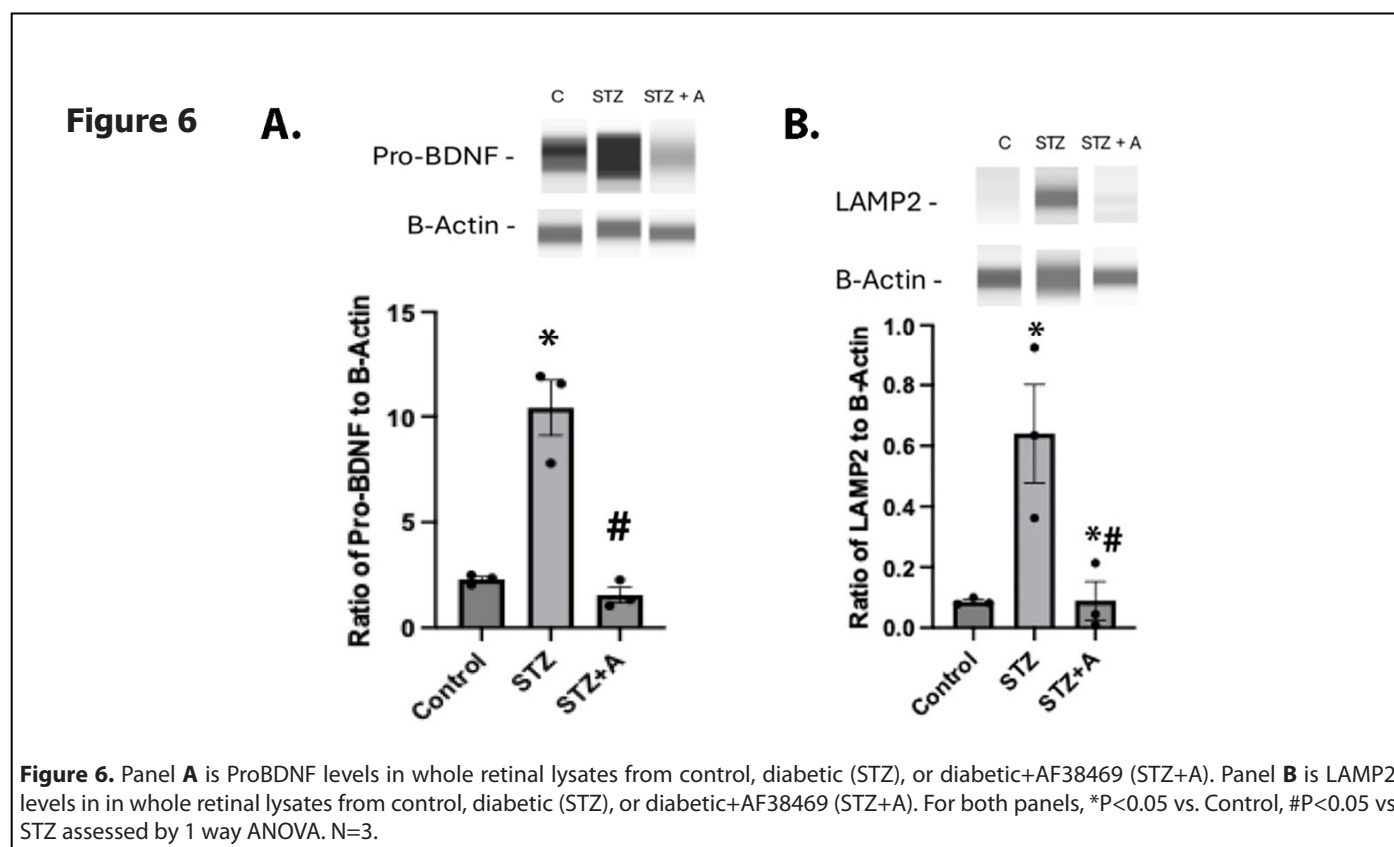 Figure 6
A.
C STZ STZ + A
Pro-BDNF -
B-Actin -
Ratio of Pro-BDNF to B-Actin
15
10
5
0
*
#
Control
STZ
STZ+A
B.
C STZ STZ + A
LAMP2 -
B-Actin -
Ratio of LAMP2 to B-Actin
1.0
0.8
0.6
0.4
0.2
0.0
*
*#
Control
STZ
STZ+A
Figure 6. Panel A is ProBDNF levels in whole retinal lysates from control, diabetic (STZ), or diabetic+AF38469 (STZ+A). Panel B is LAMP2
levels in in whole retinal lysates from control, diabetic (STZ), or diabetic+AF38469 (STZ+A). For both panels, *P<0.05 vs. Control, #P<0.05 vs
STZ assessed by 1 way ANOVA. N=3.